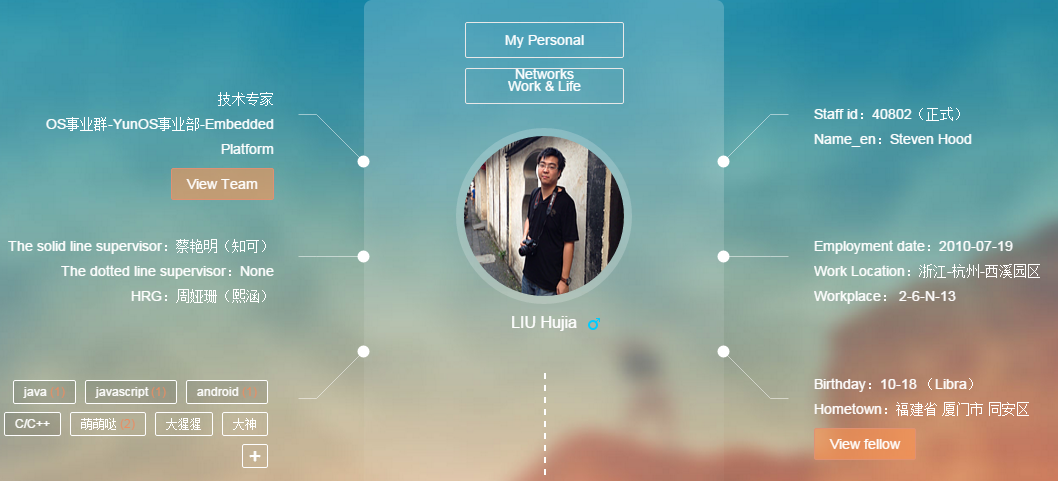 My Personal
Networks
Work & Life
技术专家
OS事业群-YunOS事业部-Embedded
Platform
View Team
The solid line supervisor：蔡艳明（知可）
The dotted line supervisor：None
HRG：周娅珊（熙涵）
java
javascript (1)
android
C/C++
萌萌哒 (2)
大猩猩
大神
+
LIU Hujia ♂
Staff id：40802（正式）
Name_en：Steven Hood
Employment date：2010-07-19
Work Location：浙江-杭州-西溪园区
Workplace： 2-6-N-13
Birthday：10-18 （Libra）
Hometown：福建省 厦门市 同安区
View fellow